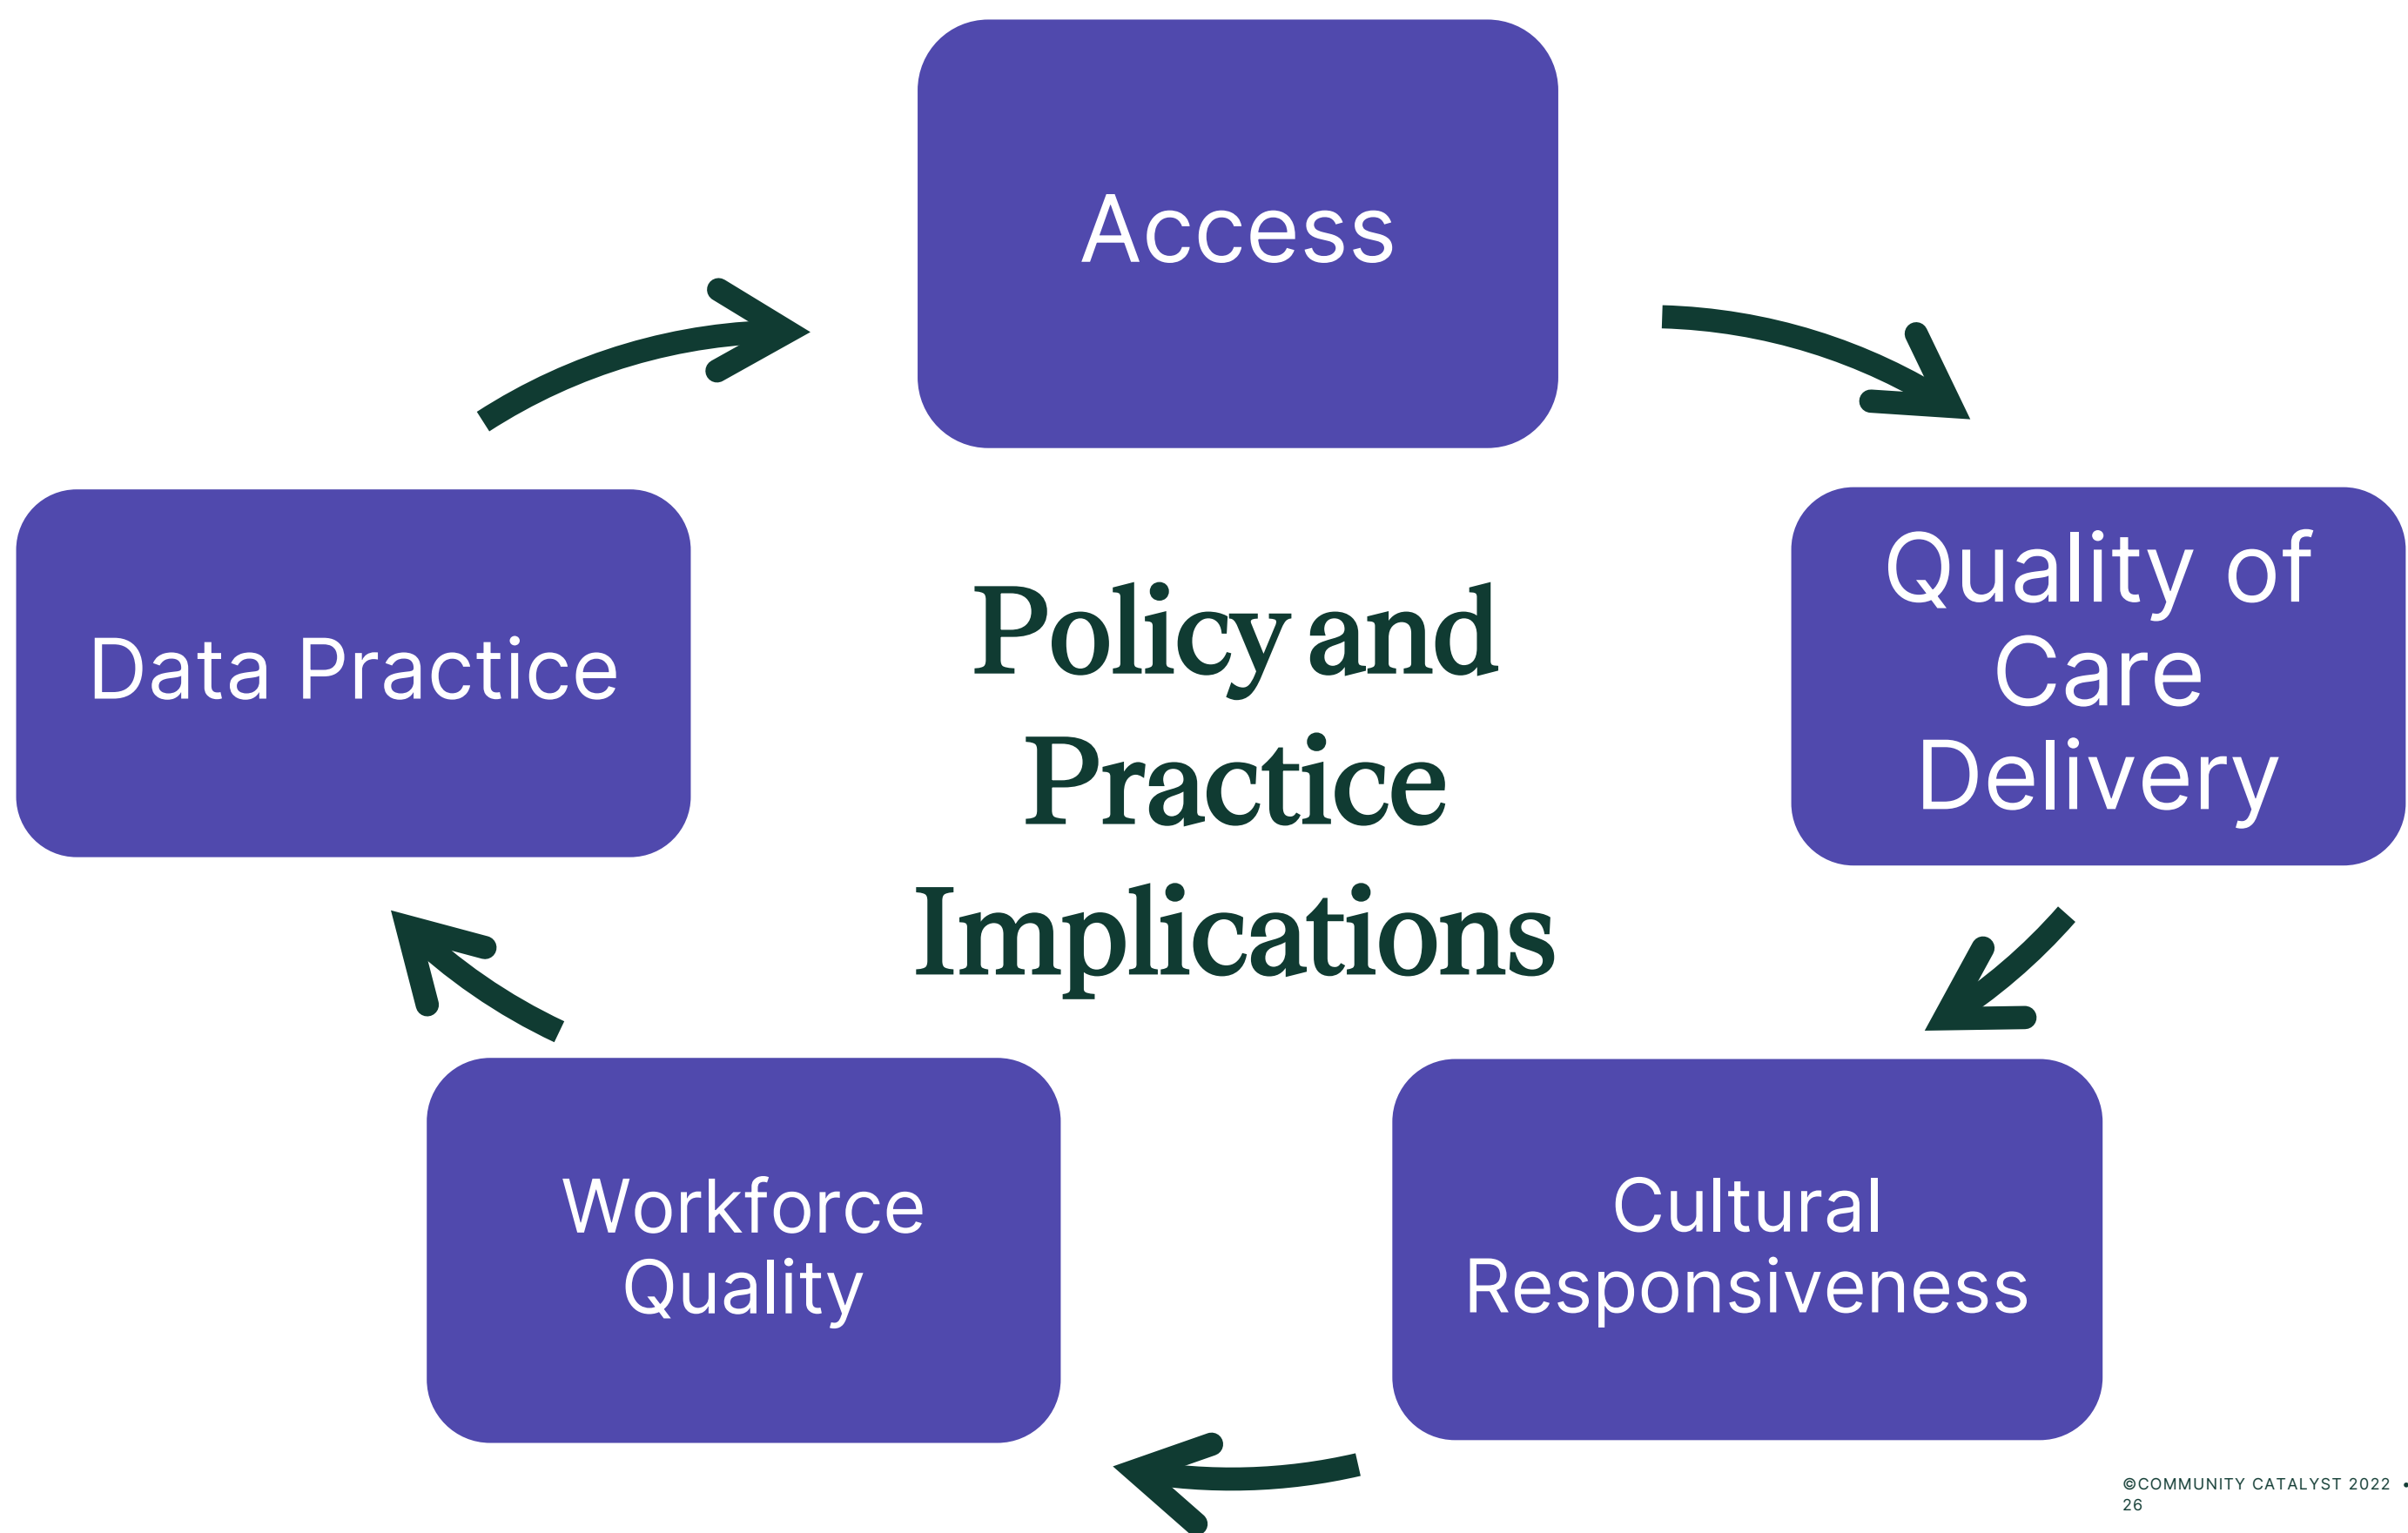 Access
Quality of
Care
Delivery
Data Practice
Policy and
Practice
Implications
Workforce
Quality
Cultural
Responsiveness
©COMMUNITY CATALYST 2022 •
26